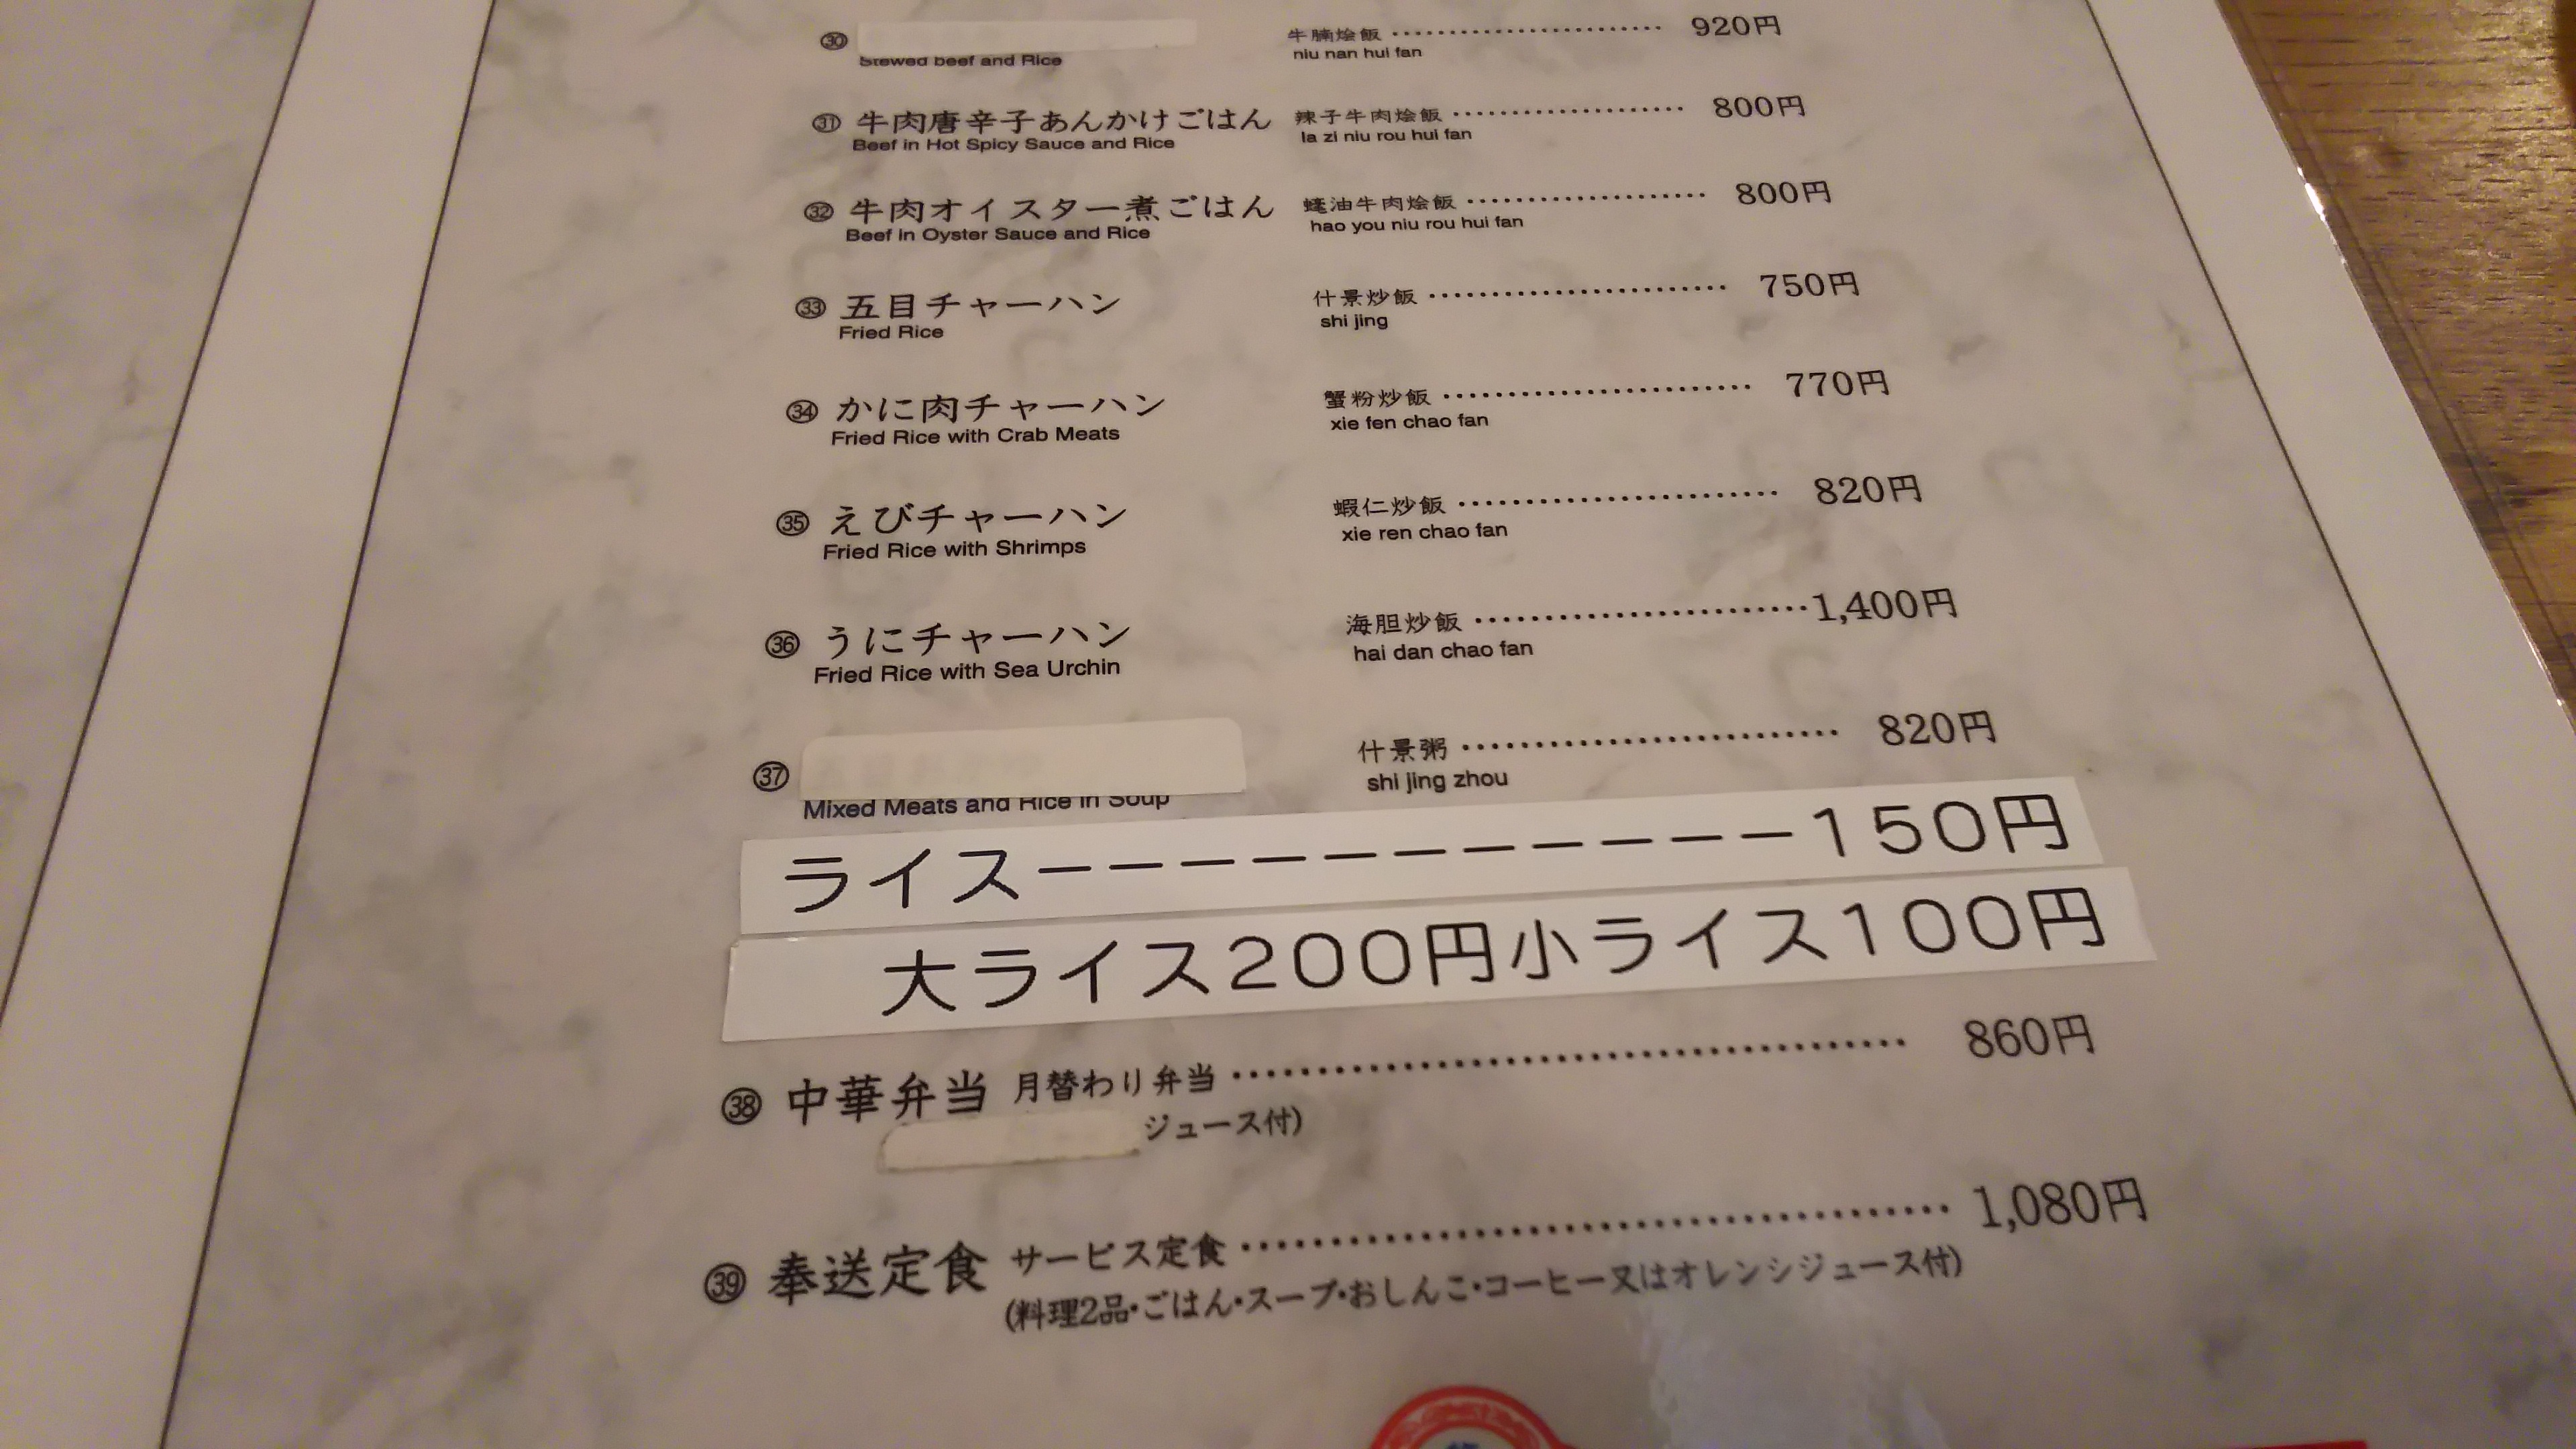 ㉚
Stewed beef and Rice
牛腩烩飯 920円
niu nan hui fan
㉛ 牛肉唐辛子あんかけごはん 辣子牛肉烩飯 800円
Beef in Hot Spicy Sauce and Rice la zi niu rou hui fan
㉜ 牛肉オイスター煮ごはん 蠔油牛肉烩飯 800円
Beef in Oyster Sauce and Rice hao you niu rou hui fan
㉝ 五目チャーハン 什景炒飯 750円
Fried Rice shi jing
㉞ かに肉チャーハン 蟹粉炒飯 770円
Fried Rice with Crab Meats xie fen chao fan
㉟ えびチャーハン 蝦仁炒飯 820円
Fried Rice with Shrimps xie ren chao fan
㊱ うにチャーハン 海胆炒飯 1,400円
Fried Rice with Sea Urchin hai dan chao fan
㊲ 什景粥 820円
Mixed Meats and Rice in Soup shi jing zhou
ライス――――――――――――150円
大ライス200円小ライス100円
㊳ 中華弁当 月替わり弁当 860円
ジュース付)
㊴ 奉送定食 サービス定食 1,080円
(料理2品・ごはん・スープ・おしんこ・コーヒー又はオレンジジュース付)